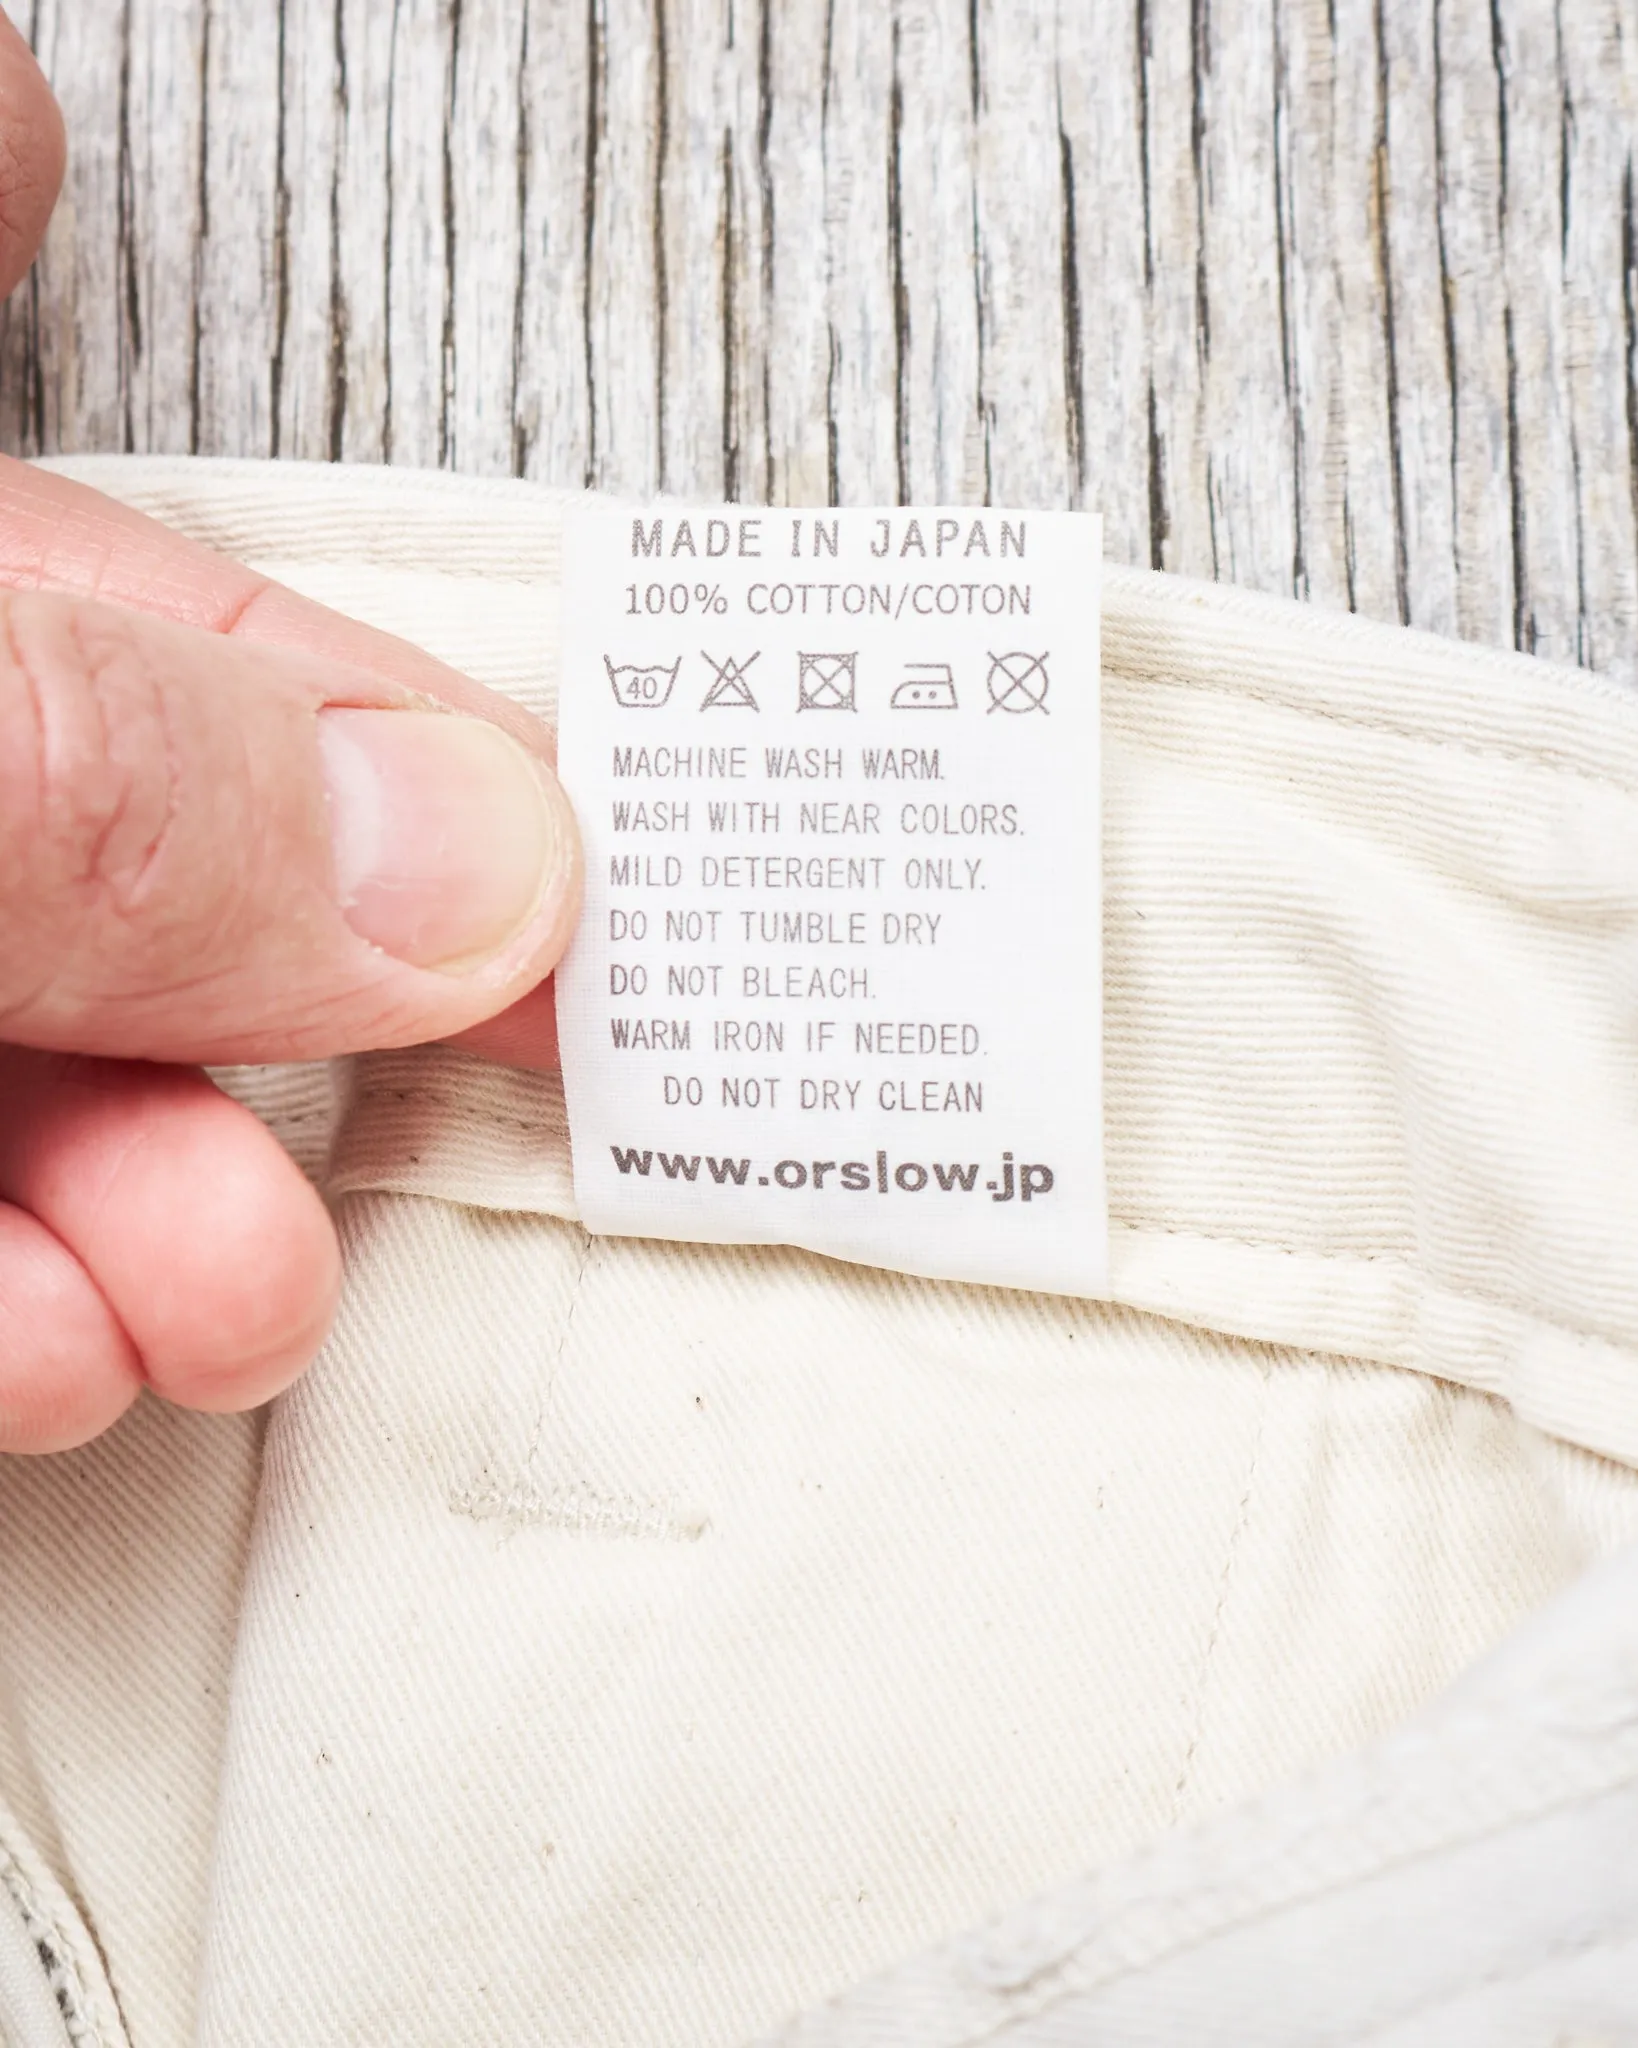 MADE IN JAPAN
100% COTTON/COTON
40
MACHINE WASH WARM.
WASH WITH NEAR COLORS.
MILD DETERGENT ONLY.
DO NOT TUMBLE DRY
DO NOT BLEACH.
WARM IRON IF NEEDED.
DO NOT DRY CLEAN
www.orslow.jp